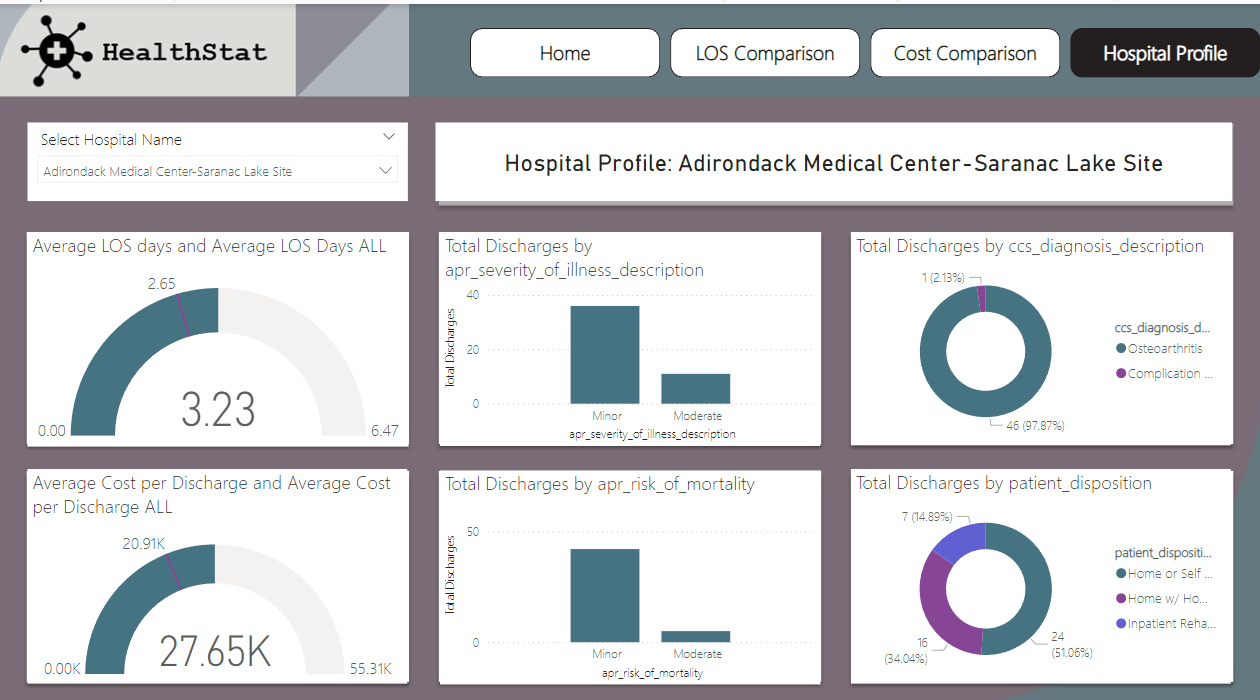 HealthStat
Home
LOS Comparison
Cost Comparison
Hospital Profile
Select Hospital Name
Adirondack Medical Center-Saranac Lake Site
Hospital Profile: Adirondack Medical Center-Saranac Lake Site
Average LOS days and Average LOS Days ALL
2.65
3.23
0.00
6.47
Total Discharges by
apr_severity_of_illness_description
Total Discharges
40
20
0
Minor
Moderate
apr_severity_of_illness_description
Total Discharges by ccs_diagnosis_description
1 (2.13%)
46 (97.87%)
ccs_diagnosis_d...
Osteoarthritis
Complication ...
Average Cost per Discharge and Average Cost
per Discharge ALL
20.91K
27.65K
0.00K
55.31K
Total Discharges by apr_risk_of_mortality
Total Discharges
50
0
Minor
Moderate
apr_risk_of_mortality
Total Discharges by patient_disposition
7 (14.89%)
16
(34.04%)
24
(51.06%)
patient_dispositi...
Home or Self ...
Home w/ Ho...
Inpatient Reha...